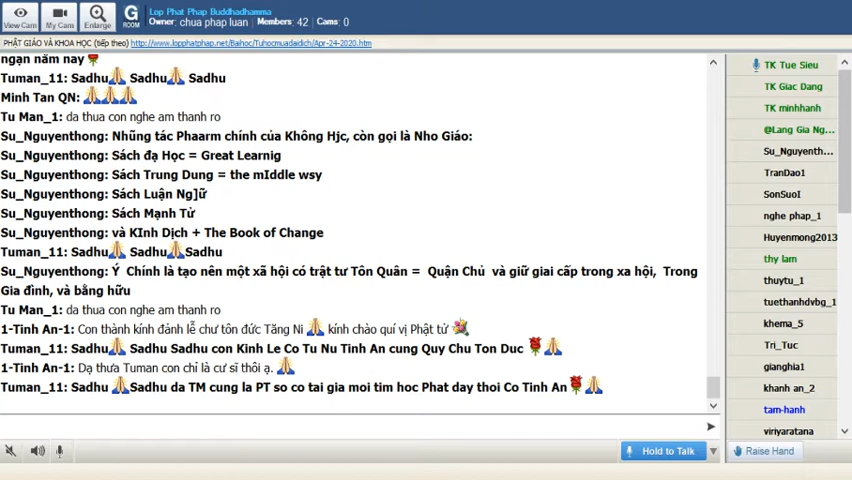 Lop Phat Phap Buddhadhamma
Owner: chua phap luan Members: 42 Cams: 0
View Cam My Cam Enlarge G ROOM
PHẬT GIÁO VÀ KHOA HỌC (tiếp theo) http://www.lopphatphap.net/Baihoc/Tuhocmuadaidich/Apr-24-2020.htm
ngạn năm nay
Tuman_11: Sadhu Sadhu Sadhu
Minh Tan QN:
Tu Man_1: da thua con nghe am thanh ro
Su_Nguyenthong: Những tác Phaarm chính của Không Hjc, còn gọi là Nho Giáo:
Su_Nguyenthong: Sách đạ Học = Great Learnig
Su_Nguyenthong: Sách Trung Dung = the mIddle wsy
Su_Nguyenthong: Sách Luận Ng]ữ
Su_Nguyenthong: Sách Mạnh Tử
Su_Nguyenthong: và KInh Dịch + The Book of Change
Tuman_11: Sadhu Sadhu Sadhu
Su_Nguyenthong: Ý Chính là tạo nên một xã hội có trật tư Tôn Quân = Quận Chủ và giữ giai cấp trong xa hội, Trong
Gia đình, và bằng hữu
Tu Man_1: da thua con nghe am thanh ro
1-Tinh An-1: Con thành kính đảnh lễ chư tôn đức Tăng Ni kính chào quí vị Phật tử
Tuman_11: Sadhu Sadhu Sadhu con Kinh Le Co Tu Nu Tinh An cung Quy Chu Ton Duc
1-Tinh An-1: Dạ thưa Tuman con chỉ là cư sĩ thôi ạ.
Tuman_11: Sadhu Sadhu da TM cung la PT so co tai gia moi tim hoc Phat day thoi Co Tinh An
Hold to Talk
TK Tue Sieu
TK Giac Dang
TK minhhanh
@Lang Gia Ng...
Su_Nguyenth...
TranDao1
SonSuoI
nghe phap_1
Huyenmong2013
thy lam
thuytu_1
tuethanhdvbg_1
khema_5
Tri_Tuc
gianghia1
khanh an_2
tam-hanh
viriyaratana
Raise Hand